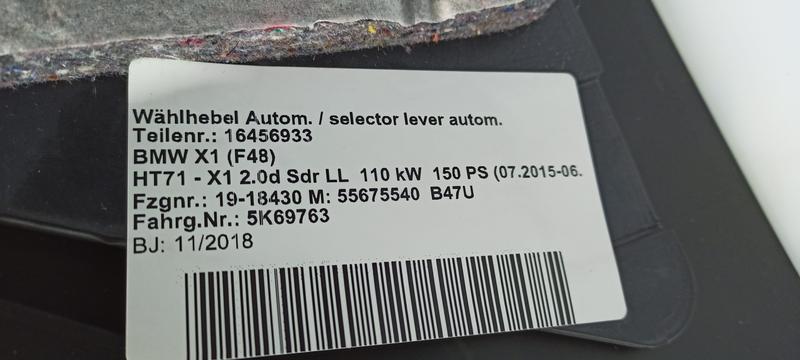 Wählhebel Autom. / selector lever autom.
Teilenr.: 16456933
BMW X1 (F48)
HT71 - X1 2.0d Sdr LL 110 kW 150 PS (07.2015-06.
Fzgnr.: 19-18430 M: 55675540 B47U
Fahrg.Nr.: 5K69763
BJ: 11/2018